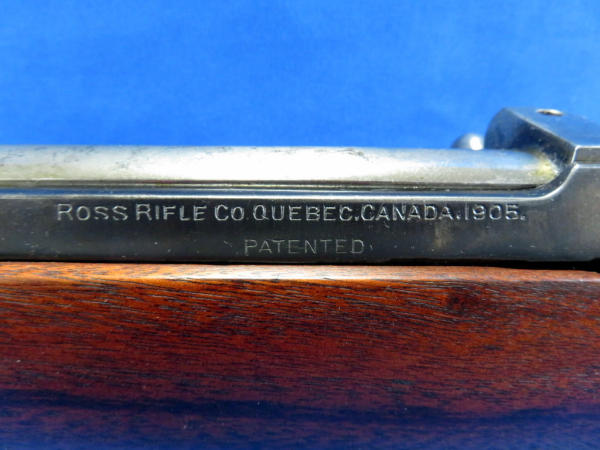 ROSS RIFLE CO. QUEBEC. CANADA. 1905.
PATENTED